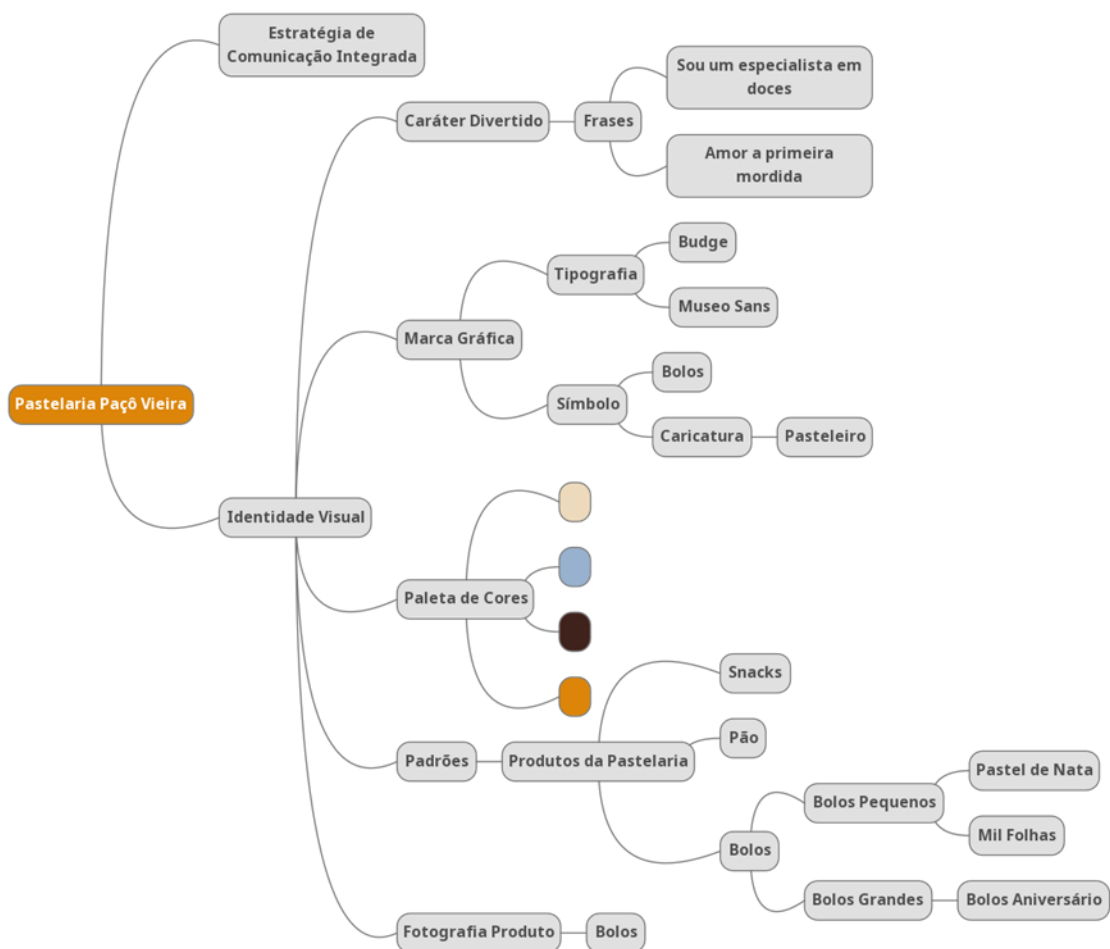 Estratégia de
Comunicação Integrada
Sou um especialista em
doces
Caráter Divertido
Frases
Amor a primeira
mordida
Budge
Tipografia
Museo Sans
Marca Gráfica
Bolos
Símbolo
Caricatura
Pasteleiro
Pastelaria Paçô Vieira
Identidade Visual
Paleta de Cores
Snacks
Pão
Padrões
Produtos da Pastelaria
Pastel de Nata
Bolos Pequenos
Mil Folhas
Bolos
Bolos Grandes
Bolos Aniversário
Fotografia Produto
Bolos